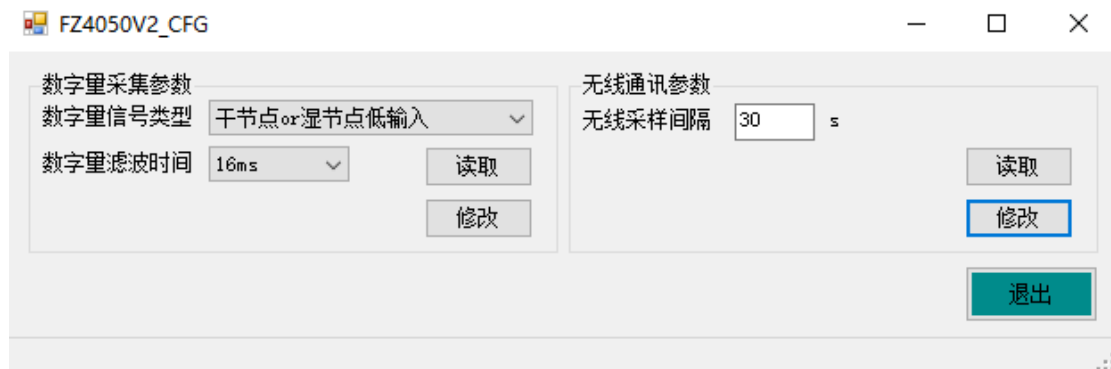 FZ4050V2_CFG
数字量采集参数
数字量信号类型 干节点or湿节点低输入
数字量滤波时间 16ms 读取
修改
无线通讯参数
无线采样间隔 30 s
读取
修改
退出